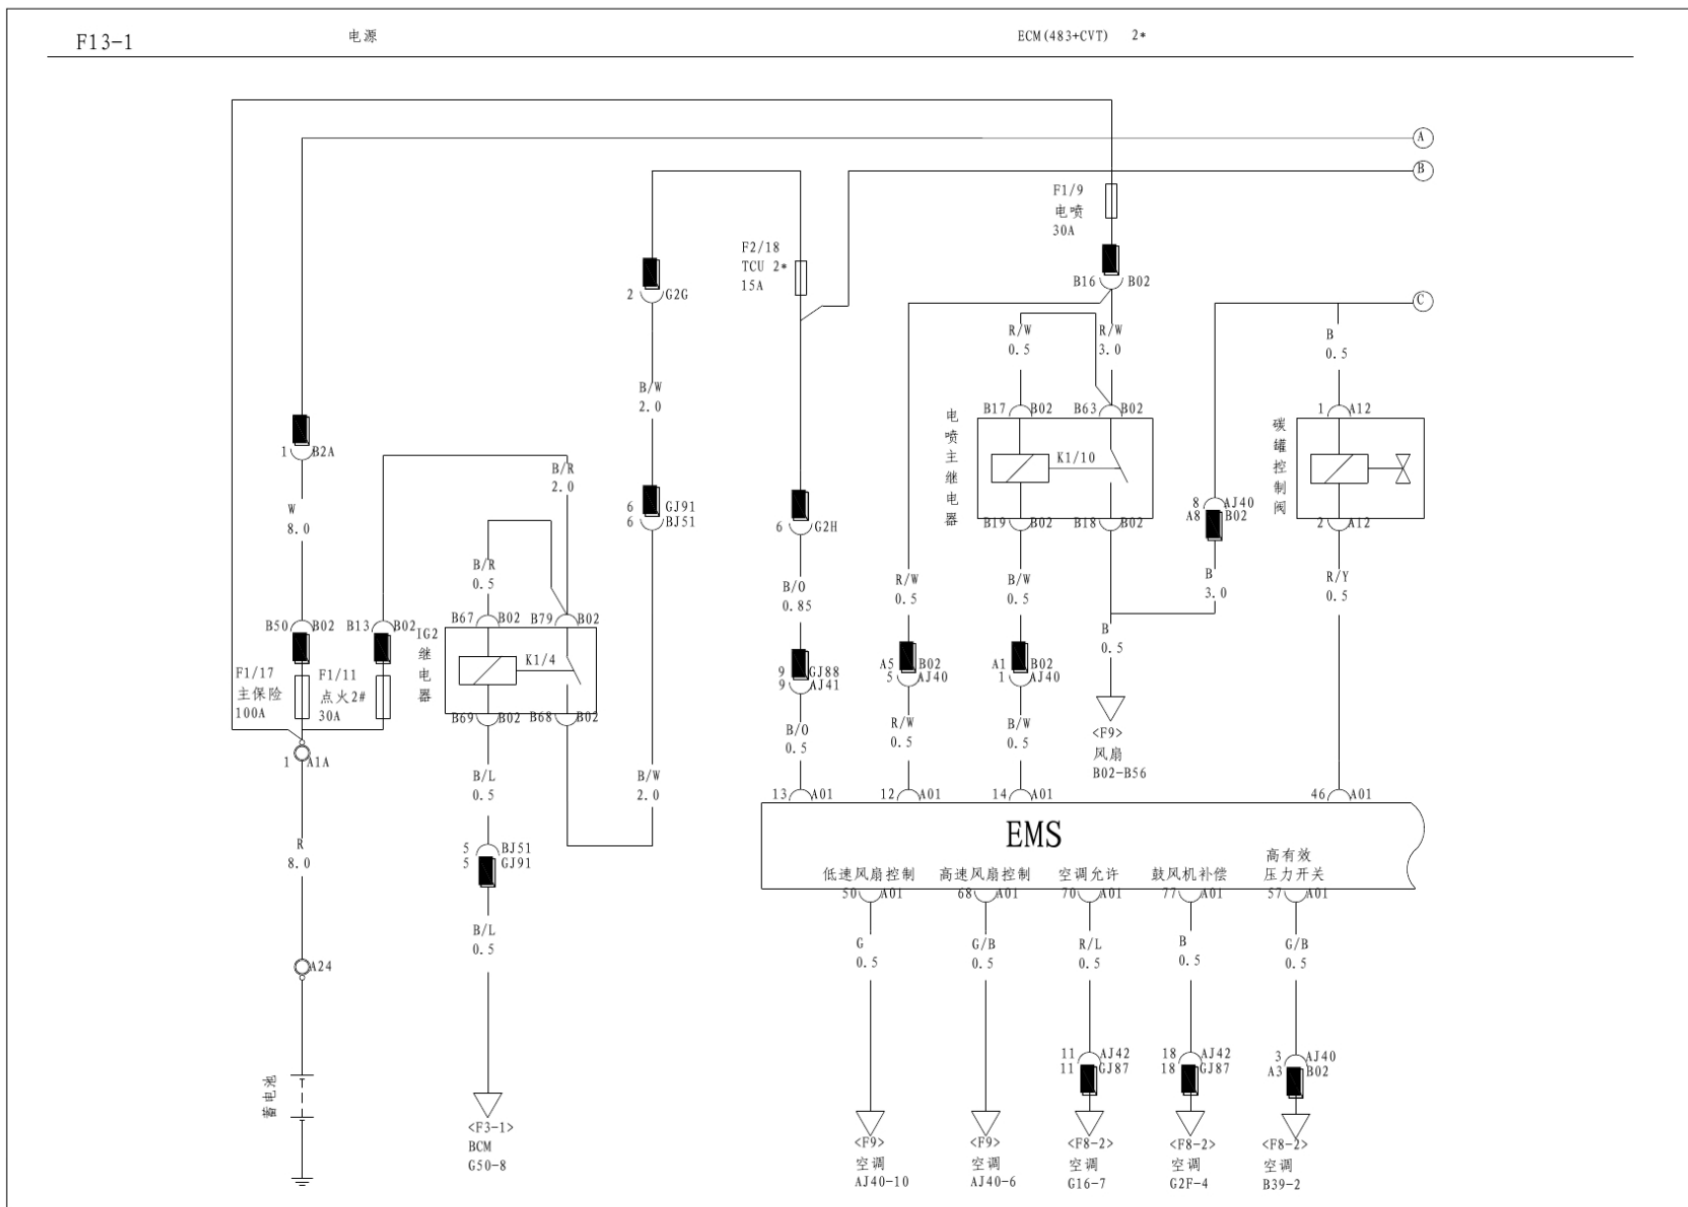 F13-1
电源
ECM(483+CVT) 2*
A
B
F1/9
电喷
30A
F2/18
TCU 2*
15A
B16 B02
2 G2G
C
R/W
0.5
R/W
3.0
B
0.5
B/W
2.0
B17 B02 B63 B02
1 A12
电喷主继电器
K1/10
碳罐控制阀
1 B2A
B/R
2.0
W
8.0
6 GJ91
6 BJ51
6 G2H
8 AJ40
A8 B02
B19 B02 B18 B02
2 A12
B/R
0.5
B/O
0.85
R/W
0.5
B/W
0.5
B
3.0
R/Y
0.5
B50 B02 B13 B02
B67 B02 B79 B02
IG2继电器
K1/4
F1/17
主保险
100A
F1/11
点火2#
30A
B
0.5
9 GJ88
9 AJ41
A5 B02
5 AJ40
A1 B02
1 AJ40
B69 B02 B68 B02
B/O
0.5
R/W
0.5
B/W
0.5
<F9>
风扇
B02-B56
1 A1A
B/L
0.5
B/W
2.0
13 A01
12 A01
14 A01
46 A01
EMS
R
8.0
5 BJ51
5 GJ91
低速风扇控制
高速风扇控制
空调允许
鼓风机补偿
高有效
压力开关
50 A01
68 A01
70 A01
77 A01
57 A01
B/L
0.5
G
0.5
G/B
0.5
R/L
0.5
B
0.5
G/B
0.5
A24
11 AJ42
11 GJ87
18 AJ42
18 GJ87
3 AJ40
A3 B02
蓄电池
<F3-1>
BCM
G50-8
<F9>
空调
AJ40-10
<F9>
空调
AJ40-6
<F8-2>
空调
G16-7
<F8-2>
空调
G2F-4
<F8-2>
空调
B39-2